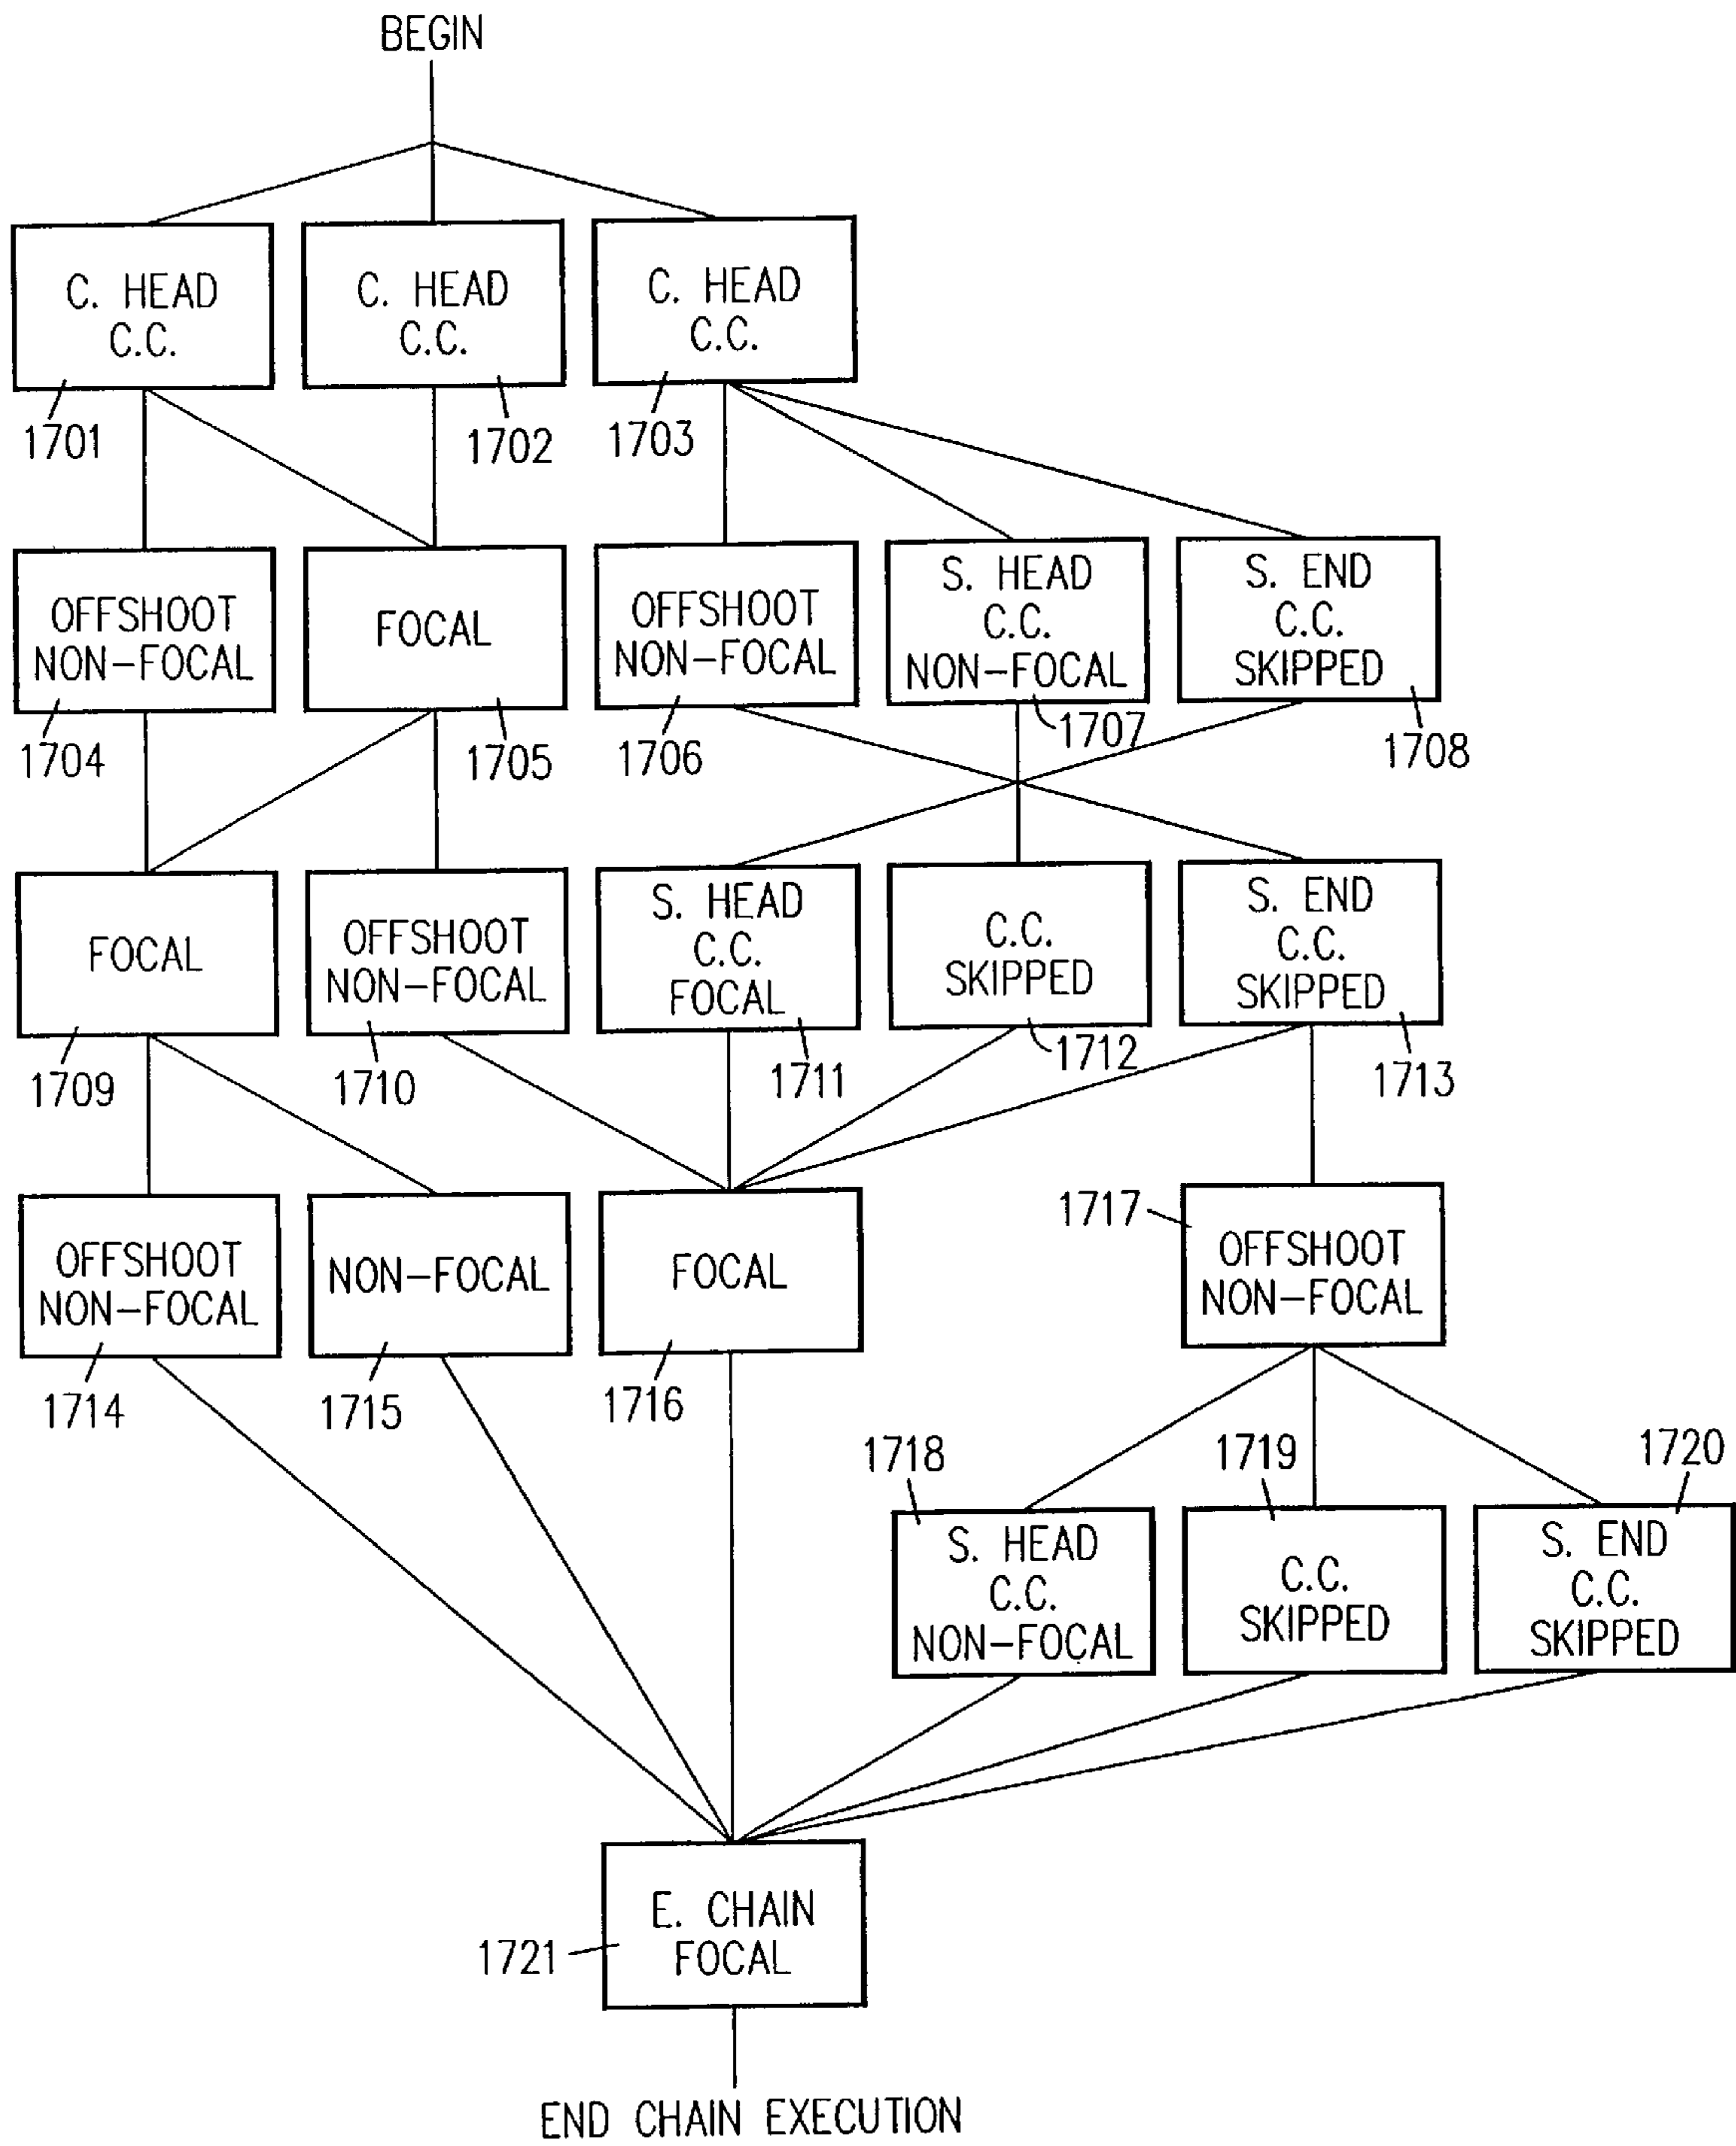 BEGIN
C. HEAD
C.C.
1701
C. HEAD
C.C.
1702
C. HEAD
C.C.
1703
OFFSHOOT
NON-FOCAL
1704
FOCAL
1705
OFFSHOOT
NON-FOCAL
1706
S. HEAD
C.C.
NON-FOCAL
1707
S. END
C.C.
SKIPPED
1708
FOCAL
1709
OFFSHOOT
NON-FOCAL
1710
S. HEAD
C.C.
FOCAL
1711
C.C.
SKIPPED
1712
S. END
C.C.
SKIPPED
1713
OFFSHOOT
NON-FOCAL
1714
NON-FOCAL
1715
FOCAL
1716
1717
OFFSHOOT
NON-FOCAL
1718
S. HEAD
C.C.
NON-FOCAL
1719
C.C.
SKIPPED
1720
S. END
C.C.
SKIPPED
E. CHAIN
FOCAL
1721
END CHAIN EXECUTION